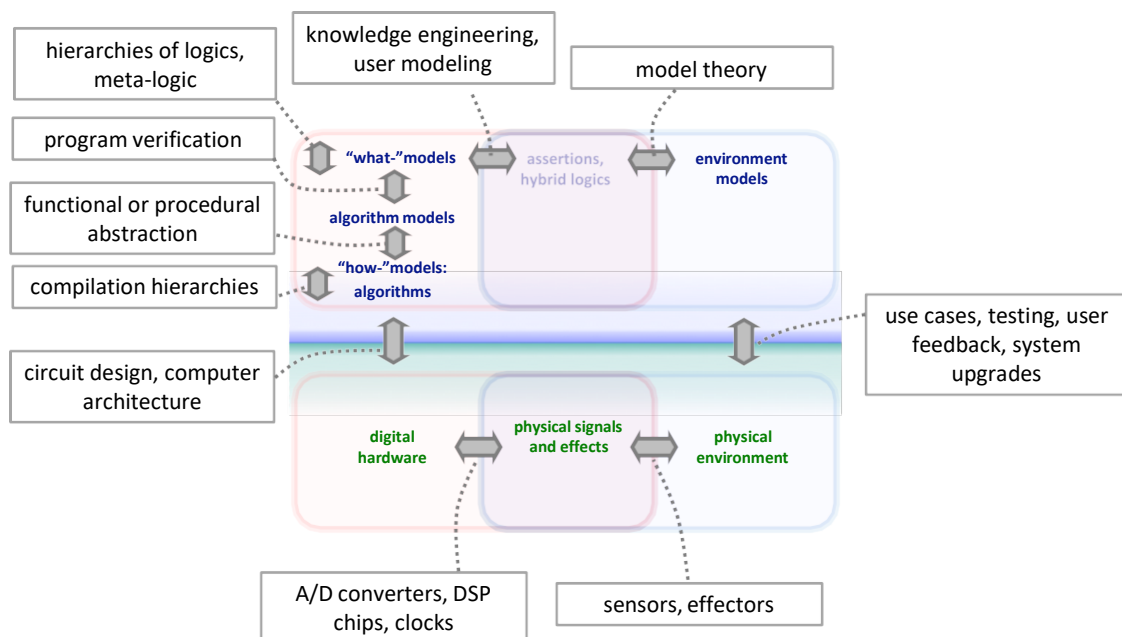 hierarchies of logics,
meta-logic
knowledge engineering,
user modeling
model theory
program verification
“what-”models
assertions,
hybrid logics
environment
models
functional or procedural
abstraction
algorithm models
“how-”models:
algorithms
compilation hierarchies
use cases, testing, user
feedback, system
upgrades
circuit design, computer
architecture
digital
hardware
physical signals
and effects
physical
environment
A/D converters, DSP
chips, clocks
sensors, effectors